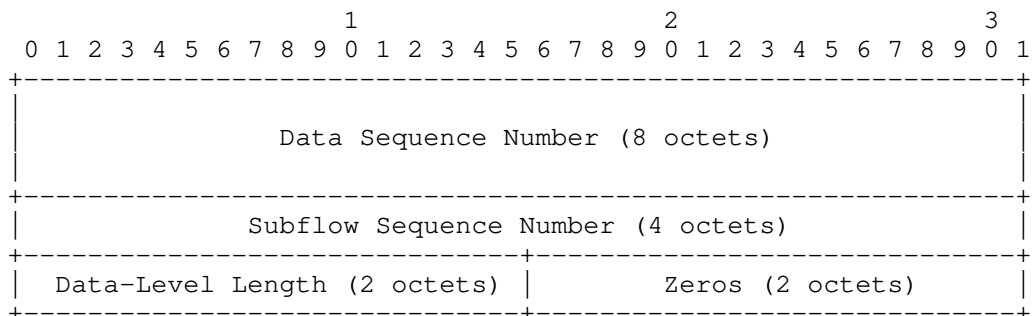 1 2 3
0 1 2 3 4 5 6 7 8 9 0 1 2 3 4 5 6 7 8 9 0 1 2 3 4 5 6 7 8 9 0 1
Data Sequence Number (8 octets)
Subflow Sequence Number (4 octets)
Data-Level Length (2 octets) Zeros (2 octets)